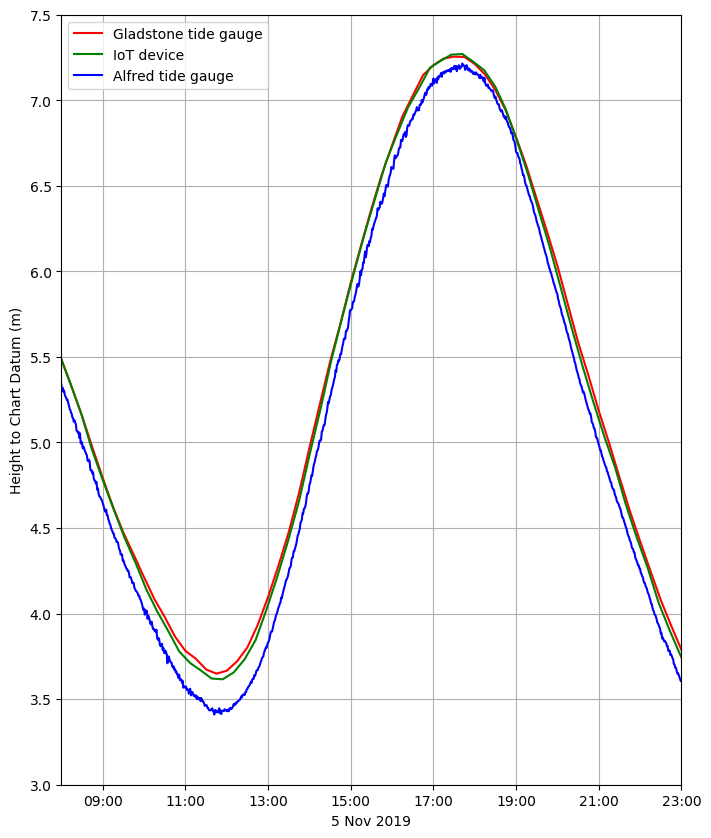 Gladstone tide gauge
IoT device
Alfred tide gauge
Height to Chart Datum (m)
7.5
7.0
6.5
6.0
5.5
5.0
4.5
4.0
3.5
3.0
09:00 11:00 13:00 15:00 17:00 19:00 21:00 23:00
5 Nov 2019